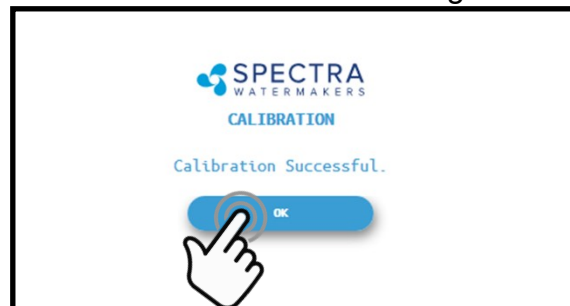 SPECTRA
WATERMAKERS
CALIBRATION
Calibration Successful.
OK